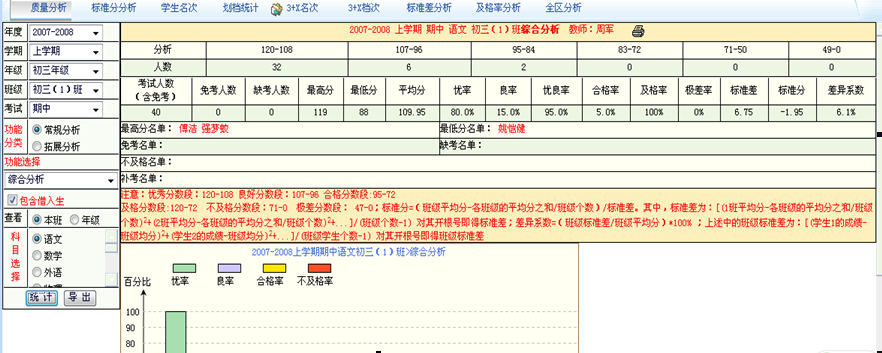 质量分析 标准分分析 学生名次 划档统计 3+X名次 3+X档次 标准差分析 及格率分析 全区分析
年度 2007-2008
学期 上学期
年级 初三年级
班级 初三(1)班
考试 期中
功能分类 常规分析
拓展分析
功能选择
综合分析
包含借入生
查看 本班 年级
科目选择 语文
数学
外语
统计 导出
2007-2008 上学期 期中 语文 初三(1)班综合分析 教师：周军
分析 120-108 107-96 95-84 83-72 71-50 49-0
人数 32 6 2 0 0 0
考试人数(含免考) 免考人数 缺考人数 最高分 最低分 平均分 优率 良率 优良率 合格率 及格率 极差率 标准差 标准分 差异系数
40 0 0 119 88 109.95 80.0% 15.0% 95.0% 5.0% 100% 0% 6.75 -1.95 6.1%
最高分名单： 傅洁 强梦蛟 最低分名单： 姚恺健
免考名单： 缺考名单：
不及格名单：
补考名单：
注意：优秀分数段：120-108 良好分数段：107-96 合格分数段：95-72
及格分数段:120-72 不及格分数段:71-0 极差分数段: 47-0;标准分=(班级平均分-各班级的平均分之和/班级个数)/标准差。其中,标准差为：[(1班平均分-各班级的平均分之和/班级
个数)²+(2班平均分-各班级的平均分之和/班级个数)²+...]/(班级个数-1) 对其开根号即得标准差；差异系数=(班级标准差/班级平均分)*100% ；上述中的班级标准差为：[(学生1的成绩-
班级均分)²+(学生2的成绩-班级均分)²+...]/(班级学生个数-1) 对其开根号即得班级标准差
2007-2008上学期期中语文初三(1)班>综合分析
优率 良率 合格率 不及格率
百分比
100
90
80